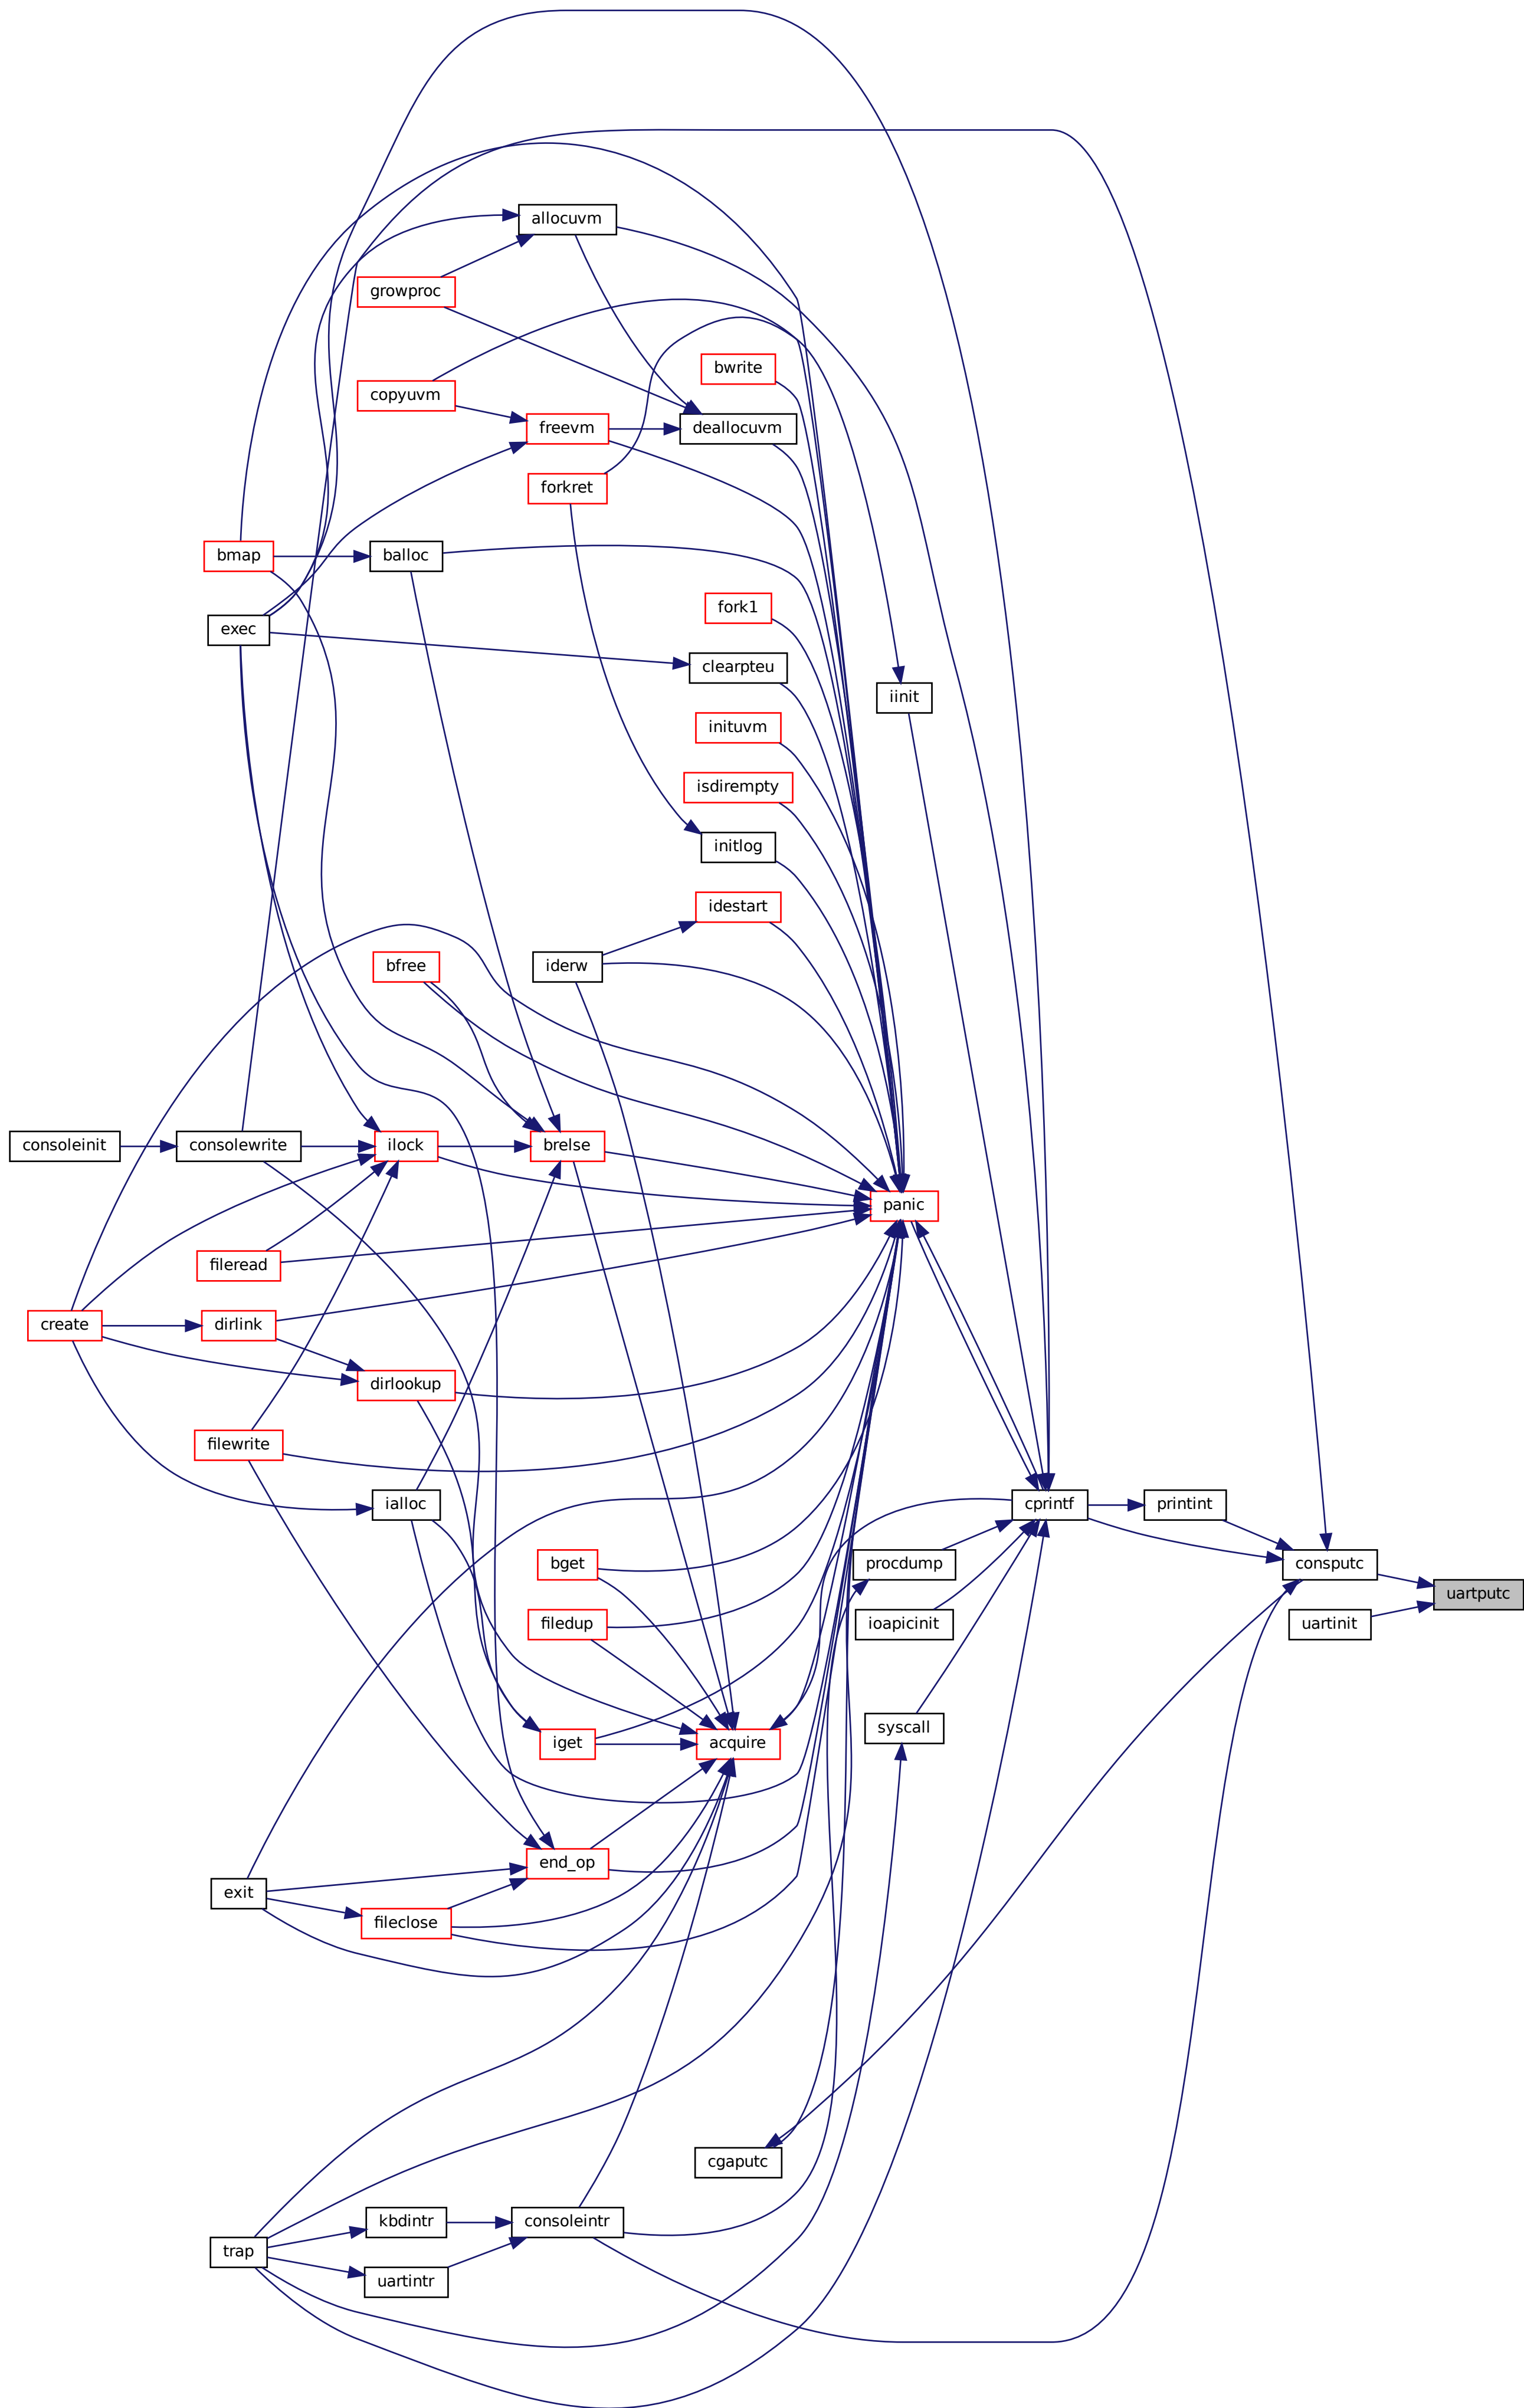 allocuvm
growproc
bwrite
copyuvm
freevm
deallocuvm
forkret
bmap
balloc
fork1
exec
clearpteu
iinit
inituvm
isdirempty
initlog
idestart
bfree
iderw
consoleinit
consolewrite
ilock
brelse
panic
fileread
create
dirlink
dirlookup
filewrite
ialloc
cprintf
printint
bget
procdump
consputc
uartputc
filedup
ioapicinit
uartinit
syscall
iget
acquire
end_op
exit
fileclose
cgaputc
kbdintr
consoleintr
trap
uartintr